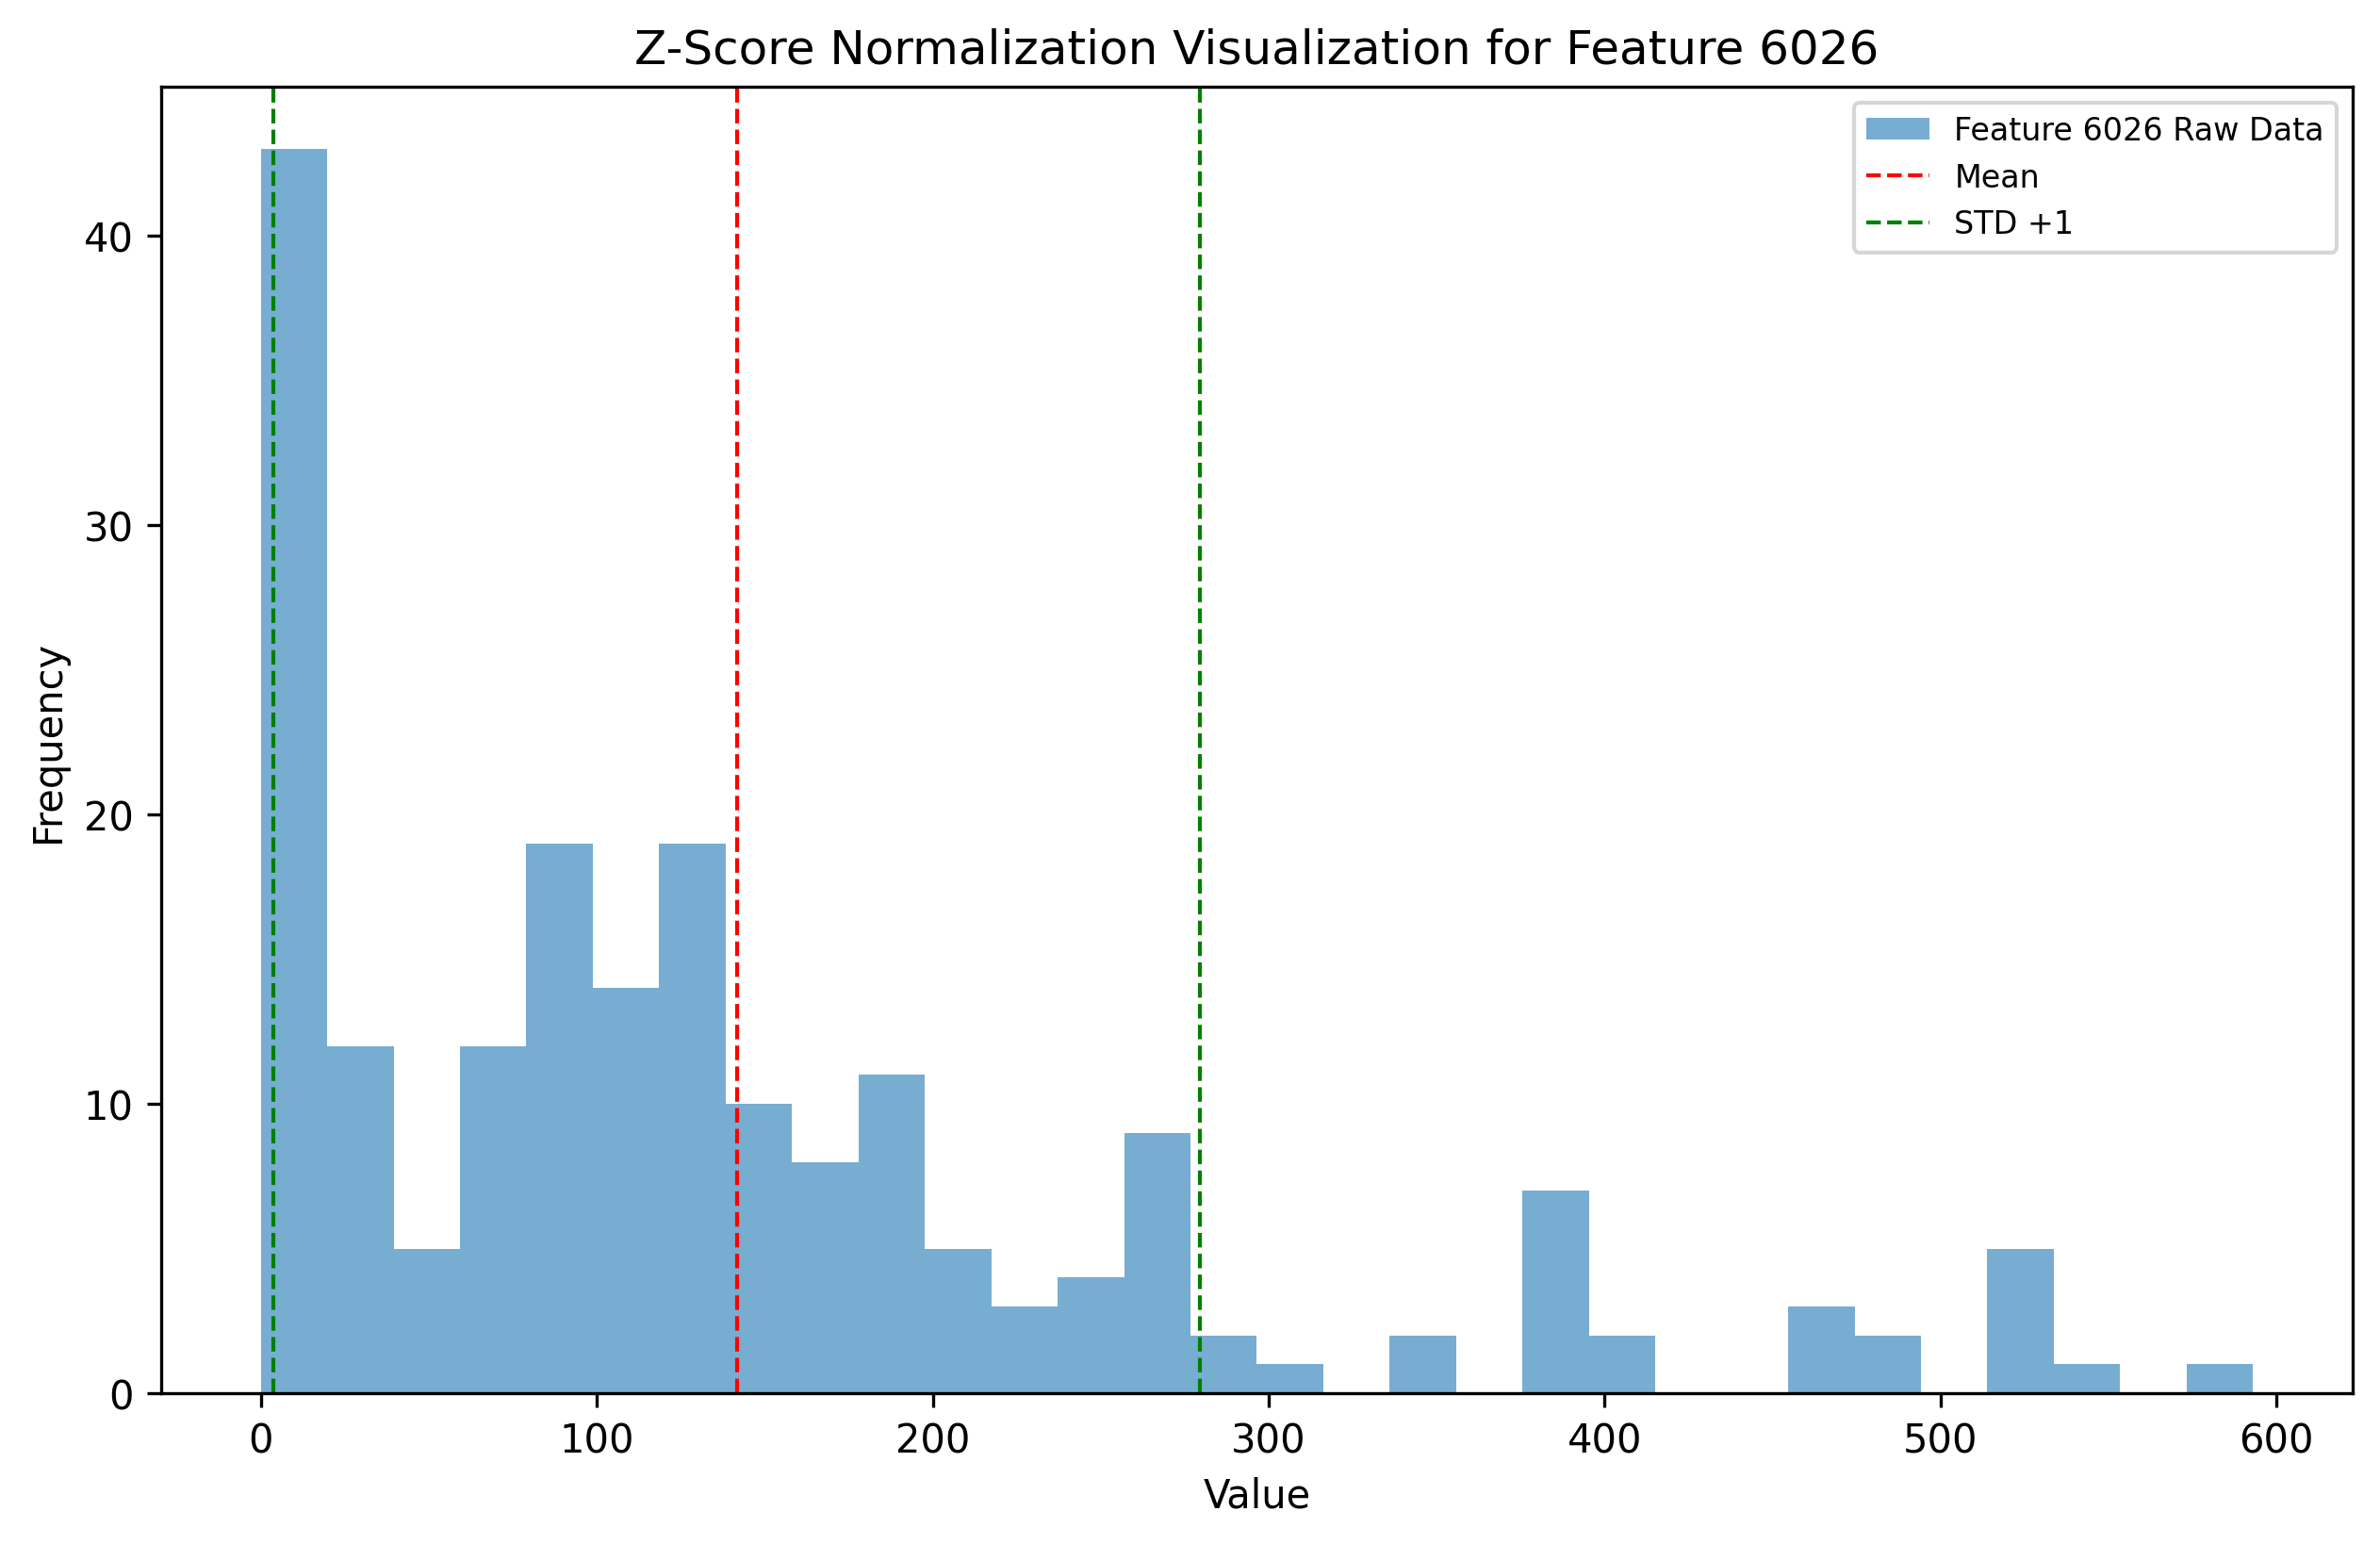 Z-Score Normalization Visualization for Feature 6026
Feature 6026 Raw Data
Mean
STD +1
Frequency
40
30
20
10
0
0 100 200 300 400 500 600
Value